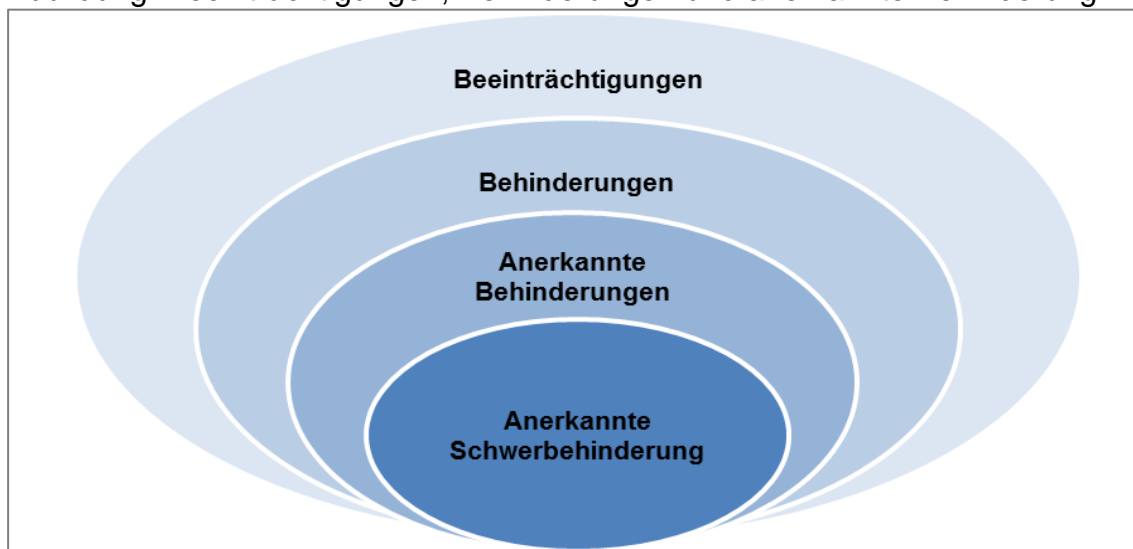 Beeinträchtigungen
Behinderungen
Anerkannte
Behinderungen
Anerkannte
Schwerbehinderung